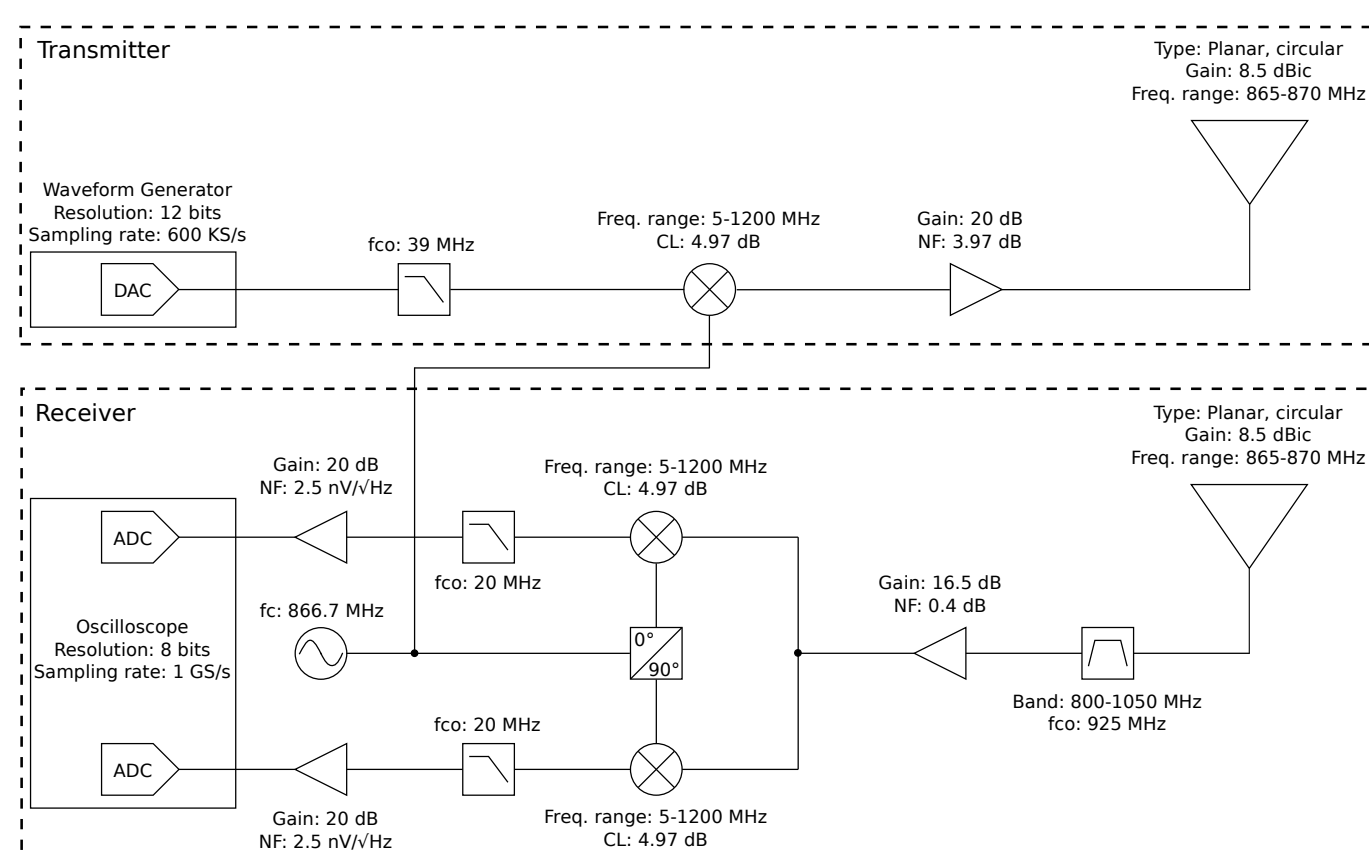 Transmitter
Type: Planar, circular
Gain: 8.5 dBic
Freq. range: 865-870 MHz
Waveform Generator
Resolution: 12 bits
Sampling rate: 600 KS/s
DAC
fco: 39 MHz
Freq. range: 5-1200 MHz
CL: 4.97 dB
Gain: 20 dB
NF: 3.97 dB
Receiver
Type: Planar, circular
Gain: 8.5 dBic
Freq. range: 865-870 MHz
Gain: 20 dB
NF: 2.5 nV/√Hz
Freq. range: 5-1200 MHz
CL: 4.97 dB
ADC
fco: 20 MHz
Gain: 16.5 dB
NF: 0.4 dB
fc: 866.7 MHz
Oscilloscope
Resolution: 8 bits
Sampling rate: 1 GS/s
0°
90°
Band: 800-1050 MHz
fco: 925 MHz
fco: 20 MHz
ADC
Gain: 20 dB
NF: 2.5 nV/√Hz
Freq. range: 5-1200 MHz
CL: 4.97 dB